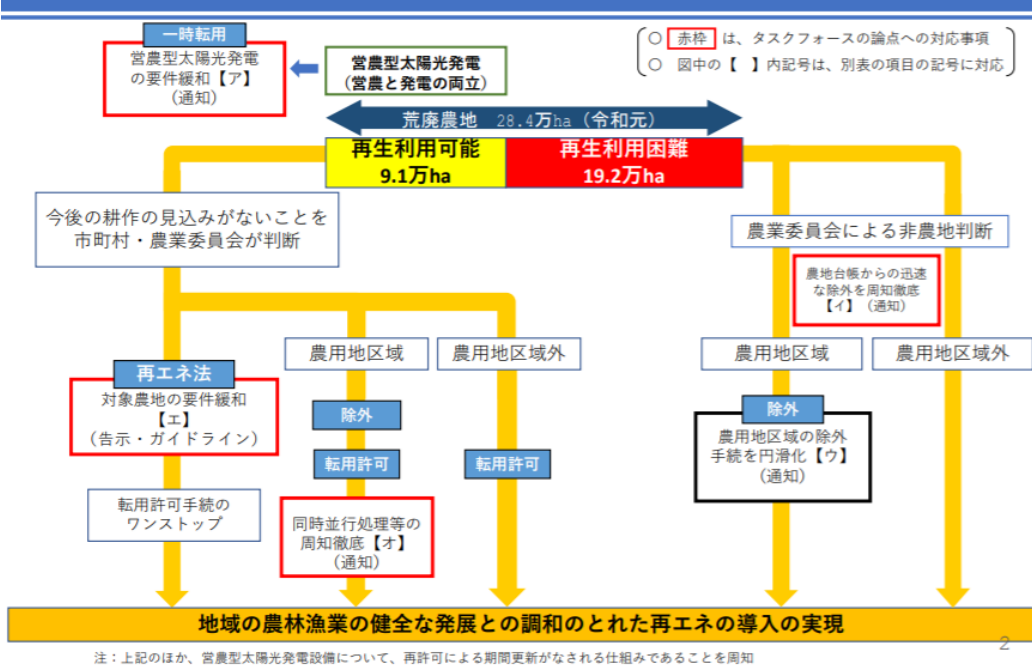 一時転用
営農型太陽光発電
の要件緩和【ア】
(通知)
営農型太陽光発電
(営農と発電の両立)
○ 赤枠 は、タスクフォースの論点への対応事項
○ 図中の【 】内記号は、別表の項目の記号に対応
荒廃農地 28.4万ha(令和元)
再生利用可能
9.1万ha
再生利用困難
19.2万ha
今後の耕作の見込みがないことを
市町村・農業委員会が判断
農業委員会による非農地判断
農地台帳からの迅速
な除外を周知徹底
【イ】(通知)
農用地区域
農用地区域外
農用地区域
農用地区域外
再エネ法
対象農地の要件緩和
【エ】
(告示・ガイドライン)
除外
転用許可
転用許可
除外
農用地区域の除外
手続を円滑化【ウ】
(通知)
転用許可手続の
ワンストップ
同時並行処理等の
周知徹底【オ】
(通知)
地域の農林漁業の健全な発展との調和のとれた再エネの導入の実現
2
注:上記のほか、営農型太陽光発電設備について、再許可による期間更新がなされる仕組みであることを周知